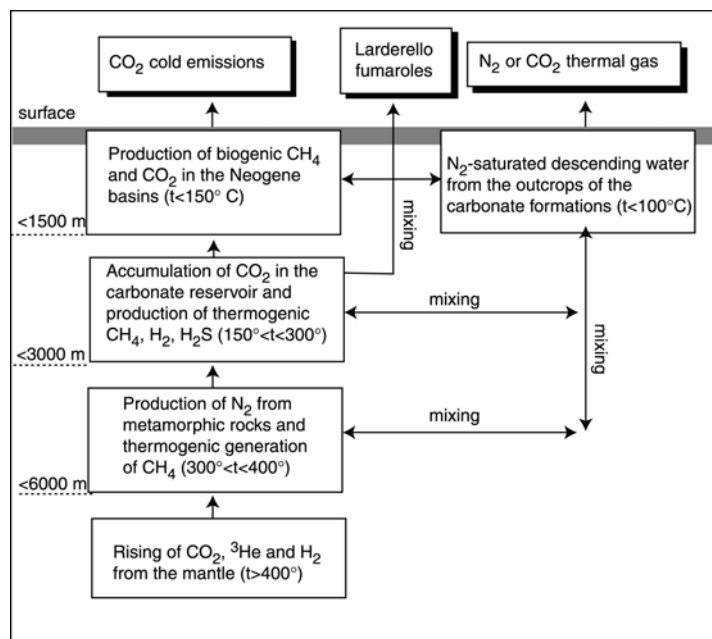 CO2 cold emissions
Larderello
fumaroles
N2 or CO2 thermal gas
surface
Production of biogenic CH4
and CO2 in the Neogene
basins (t<150° C)
N2-saturated descending water
from the outcrops of the
carbonate formations (t<100°C)
mixing
<1500 m
Accumulation of CO2 in the
carbonate reservoir and
production of thermogenic
CH4, H2, H2S (150°<t<300°)
mixing
mixing
<3000 m
Production of N2 from
metamorphic rocks and
thermogenic generation
of CH4 (300°<t<400°)
mixing
<6000 m
Rising of CO2, 3He and H2
from the mantle (t>400°)